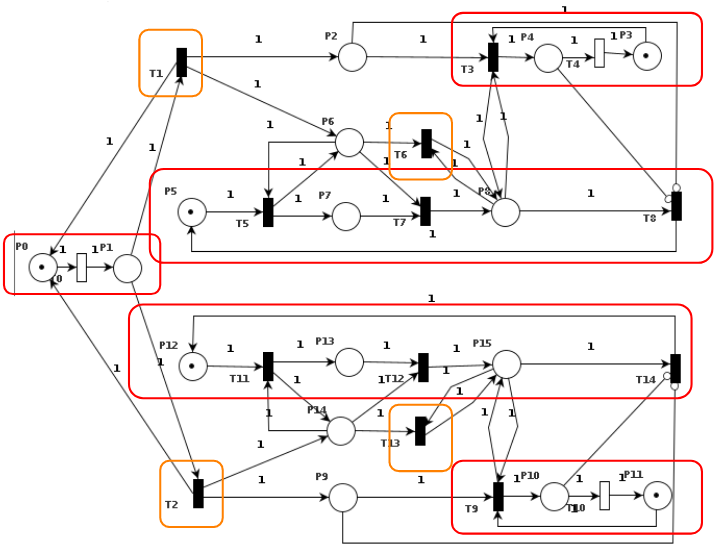 1
P2 P4 P3
1 1 1 1 1
T1 T3 T4
1
1 P6 1 1 1
1 T6 1
1 1 1
P5 P7 P8
1 1 1 1 1
T5 T7 T8
1
P0 P1
1 1
0
1
P12 P13 P15
1 1 1 1 1
T11 T12 T14
1 1 1 1
1 1
P14
1 1 1 1
T13
1
P9 P10 P11
1 1 1 1 1
T2 T9 T10